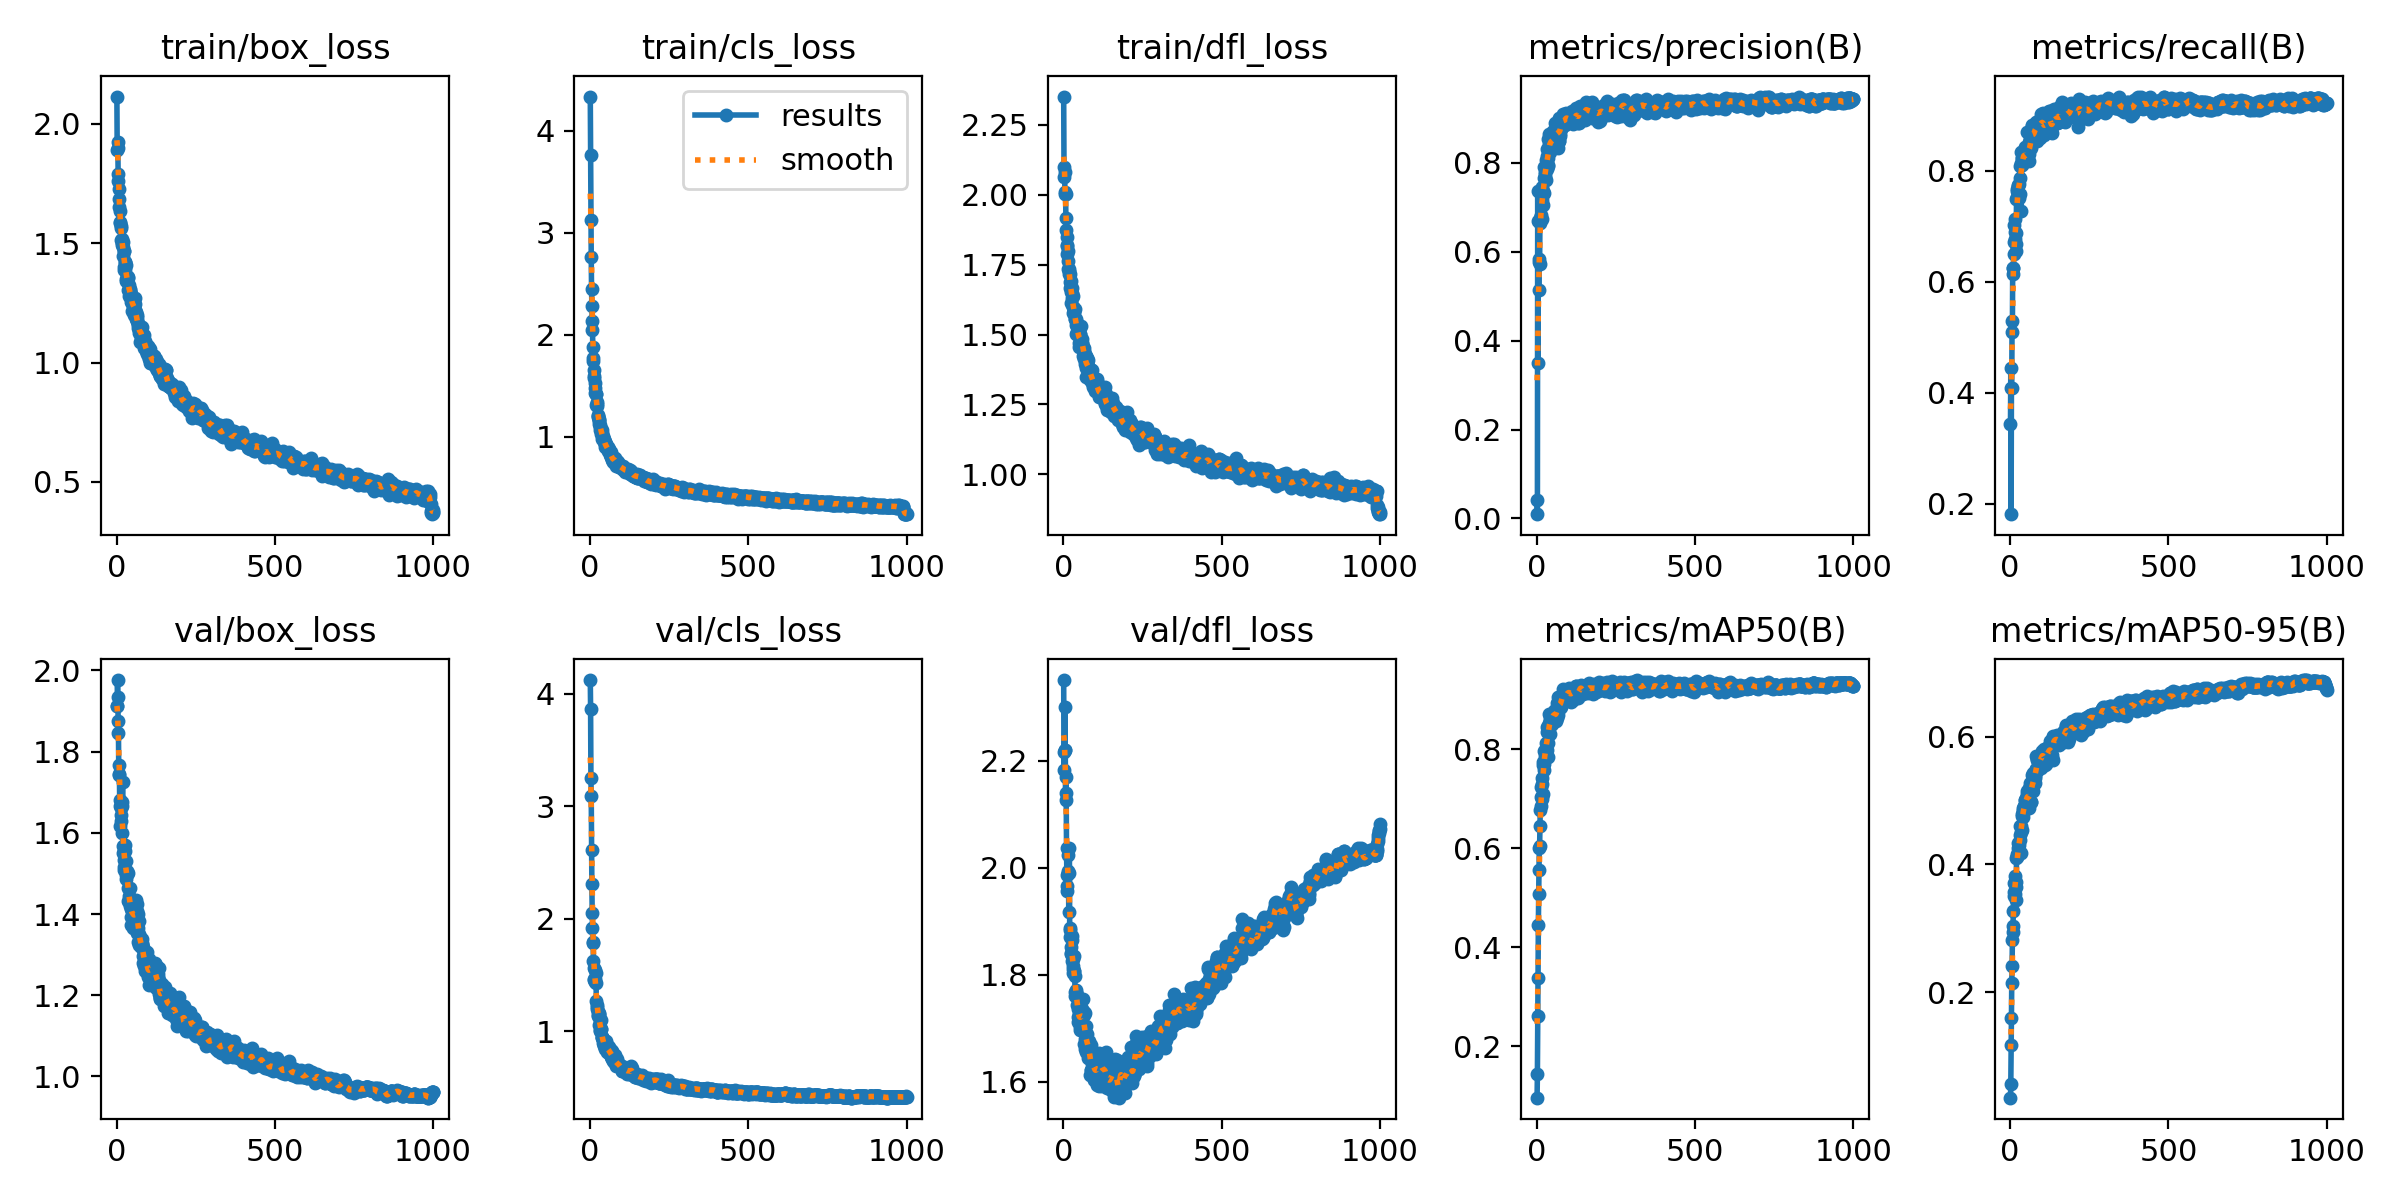 train/box_loss
2.0
1.5
1.0
0.5
0 500 1000
train/cls_loss
results
smooth
4
3
2
1
0 500 1000
train/dfl_loss
2.25
2.00
1.75
1.50
1.25
1.00
0 500 1000
metrics/precision(B)
0.8
0.6
0.4
0.2
0.0
0 500 1000
metrics/recall(B)
0.8
0.6
0.4
0.2
0 500 1000
val/box_loss
2.0
1.8
1.6
1.4
1.2
1.0
0 500 1000
val/cls_loss
4
3
2
1
0 500 1000
val/dfl_loss
2.2
2.0
1.8
1.6
0 500 1000
metrics/mAP50(B)
0.8
0.6
0.4
0.2
0 500 1000
metrics/mAP50-95(B)
0.6
0.4
0.2
0 500 1000